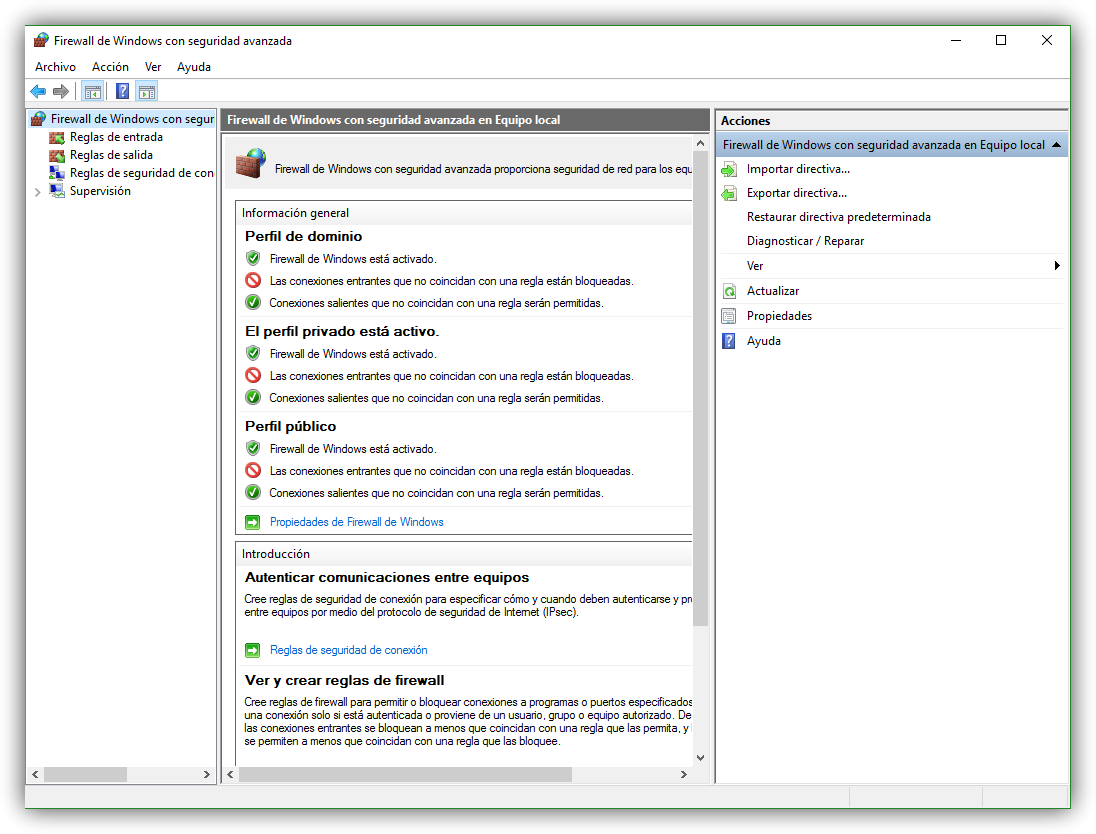 Firewall de Windows con seguridad avanzada
Archivo Acción Ver Ayuda
Firewall de Windows con segur
Reglas de entrada
Reglas de salida
Reglas de seguridad de con
Supervisión
Firewall de Windows con seguridad avanzada en Equipo local
Firewall de Windows con seguridad avanzada proporciona seguridad de red para los equ
Información general
Perfil de dominio
Firewall de Windows está activado.
Las conexiones entrantes que no coincidan con una regla están bloqueadas.
Conexiones salientes que no coincidan con una regla serán permitidas.
El perfil privado está activo.
Firewall de Windows está activado.
Las conexiones entrantes que no coincidan con una regla están bloqueadas.
Conexiones salientes que no coincidan con una regla serán permitidas.
Perfil público
Firewall de Windows está activado.
Las conexiones entrantes que no coincidan con una regla están bloqueadas.
Conexiones salientes que no coincidan con una regla serán permitidas.
Propiedades de Firewall de Windows
Introducción
Autenticar comunicaciones entre equipos
Cree reglas de seguridad de conexión para especificar cómo y cuando deben autenticarse y pr
entre equipos por medio del protocolo de seguridad de Internet (IPsec).
Reglas de seguridad de conexión
Ver y crear reglas de firewall
Cree reglas de firewall para permitir o bloquear conexiones a programas o puertos especificados
una conexión solo si está autenticada o proviene de un usuario, grupo o equipo autorizado. De
las conexiones entrantes se bloquean a menos que coincidan con una regla que las permita, y
se permiten a menos que coincidan con una regla que las bloquee.
Acciones
Firewall de Windows con seguridad avanzada en Equipo local
Importar directiva...
Exportar directiva...
Restaurar directiva predeterminada
Diagnosticar / Reparar
Ver
Actualizar
Propiedades
Ayuda